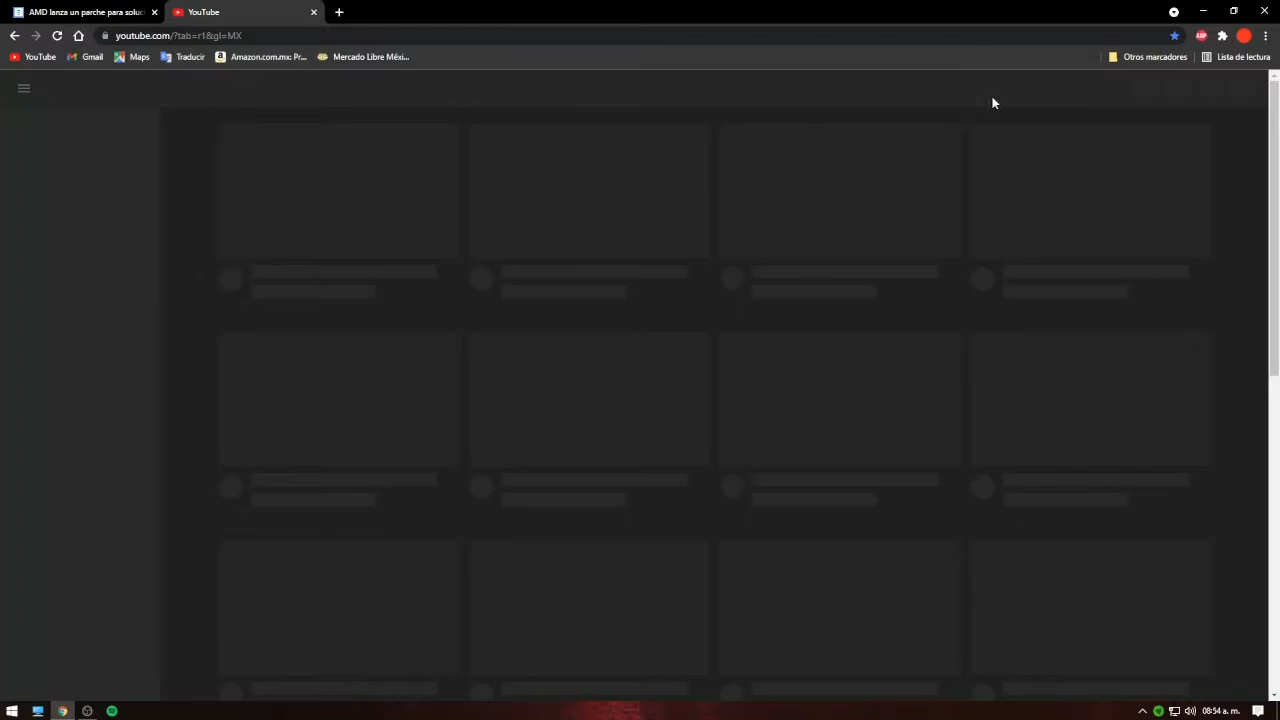 AMD lanza un parche para soluci
YouTube
youtube.com/?tab=r1&gl=MX
YouTube
Gmail
Maps
Traducir
Amazon.com.mx: Pr...
Mercado Libre Méxi...
Otros marcadores
Lista de lectura
08:54 a. m.